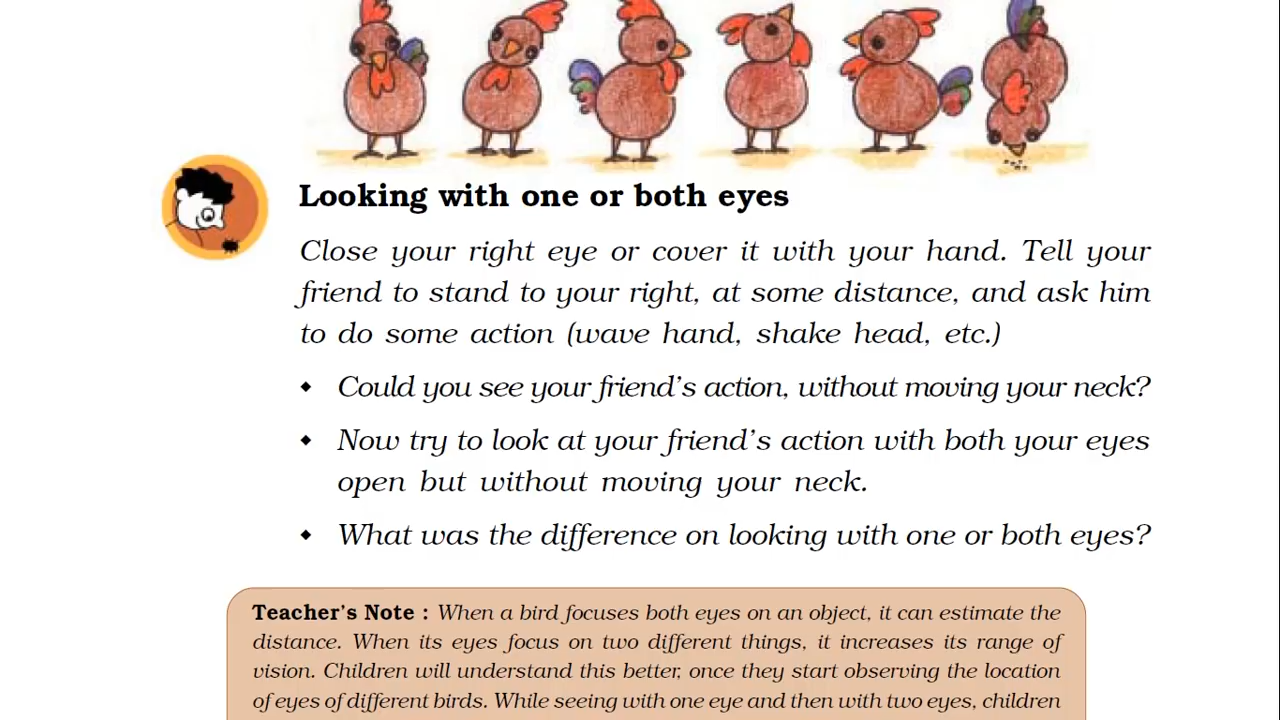 Looking with one or both eyes
Close your right eye or cover it with your hand. Tell your
friend to stand to your right, at some distance, and ask him
to do some action (wave hand, shake head, etc.)
◆ Could you see your friend's action, without moving your neck?
◆ Now try to look at your friend's action with both your eyes
open but without moving your neck.
◆ What was the difference on looking with one or both eyes?
Teacher's Note : When a bird focuses both eyes on an object, it can estimate the
distance. When its eyes focus on two different things, it increases its range of
vision. Children will understand this better, once they start observing the location
of eyes of different birds. While seeing with one eye and then with two eyes, children